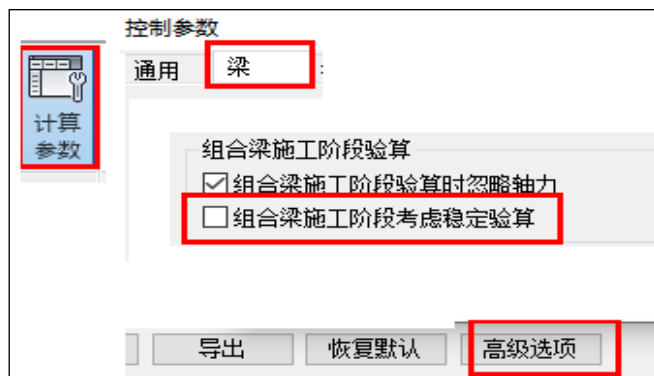 控制参数
通用 梁
计算
参数
组合梁施工阶段验算
组合梁施工阶段验算时忽略轴力
组合梁施工阶段考虑稳定验算
导出 恢复默认 高级选项